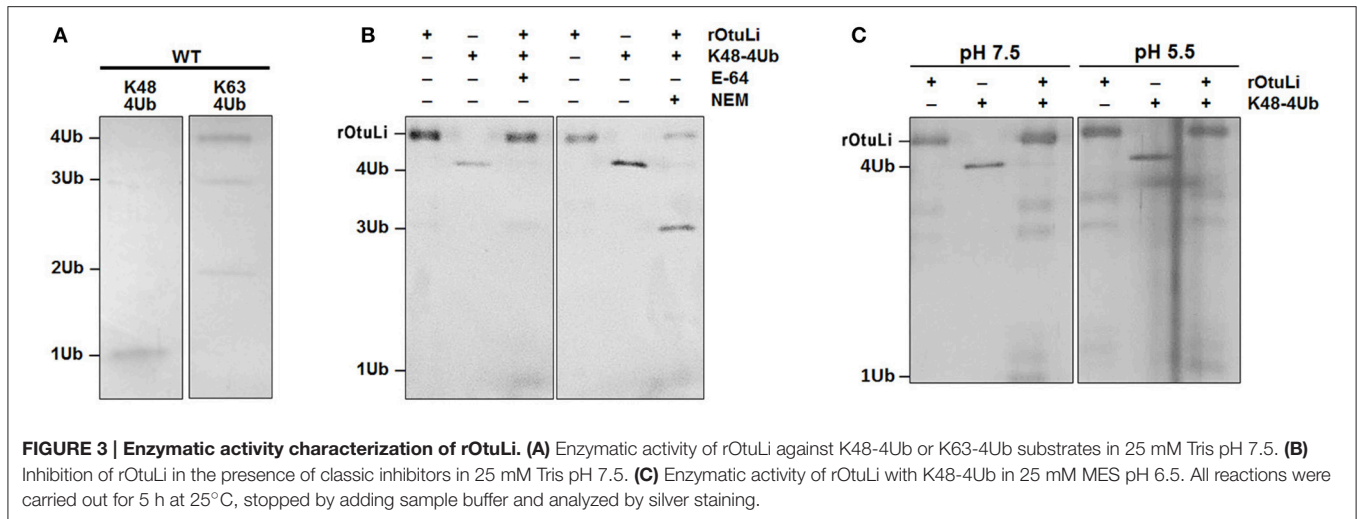 A
WT
K48 K63
4Ub 4Ub
4Ub
3Ub
2Ub
1Ub
B
+ – + + – + rOtuLi
– + + – + + K48-4Ub
– – + – – – E-64
– – – – – + NEM
rOtuLi
4Ub
3Ub
1Ub
C
pH 7.5 pH 5.5
+ – + + – + rOtuLi
– + + – + + K48-4Ub
rOtuLi
4Ub
1Ub
FIGURE 3 | Enzymatic activity characterization of rOtuLi. (A) Enzymatic activity of rOtuLi against K48-4Ub or K63-4Ub substrates in 25 mM Tris pH 7.5. (B)
Inhibition of rOtuLi in the presence of classic inhibitors in 25 mM Tris pH 7.5. (C) Enzymatic activity of rOtuLi with K48-4Ub in 25 mM MES pH 6.5. All reactions were
carried out for 5 h at 25°C, stopped by adding sample buffer and analyzed by silver staining.